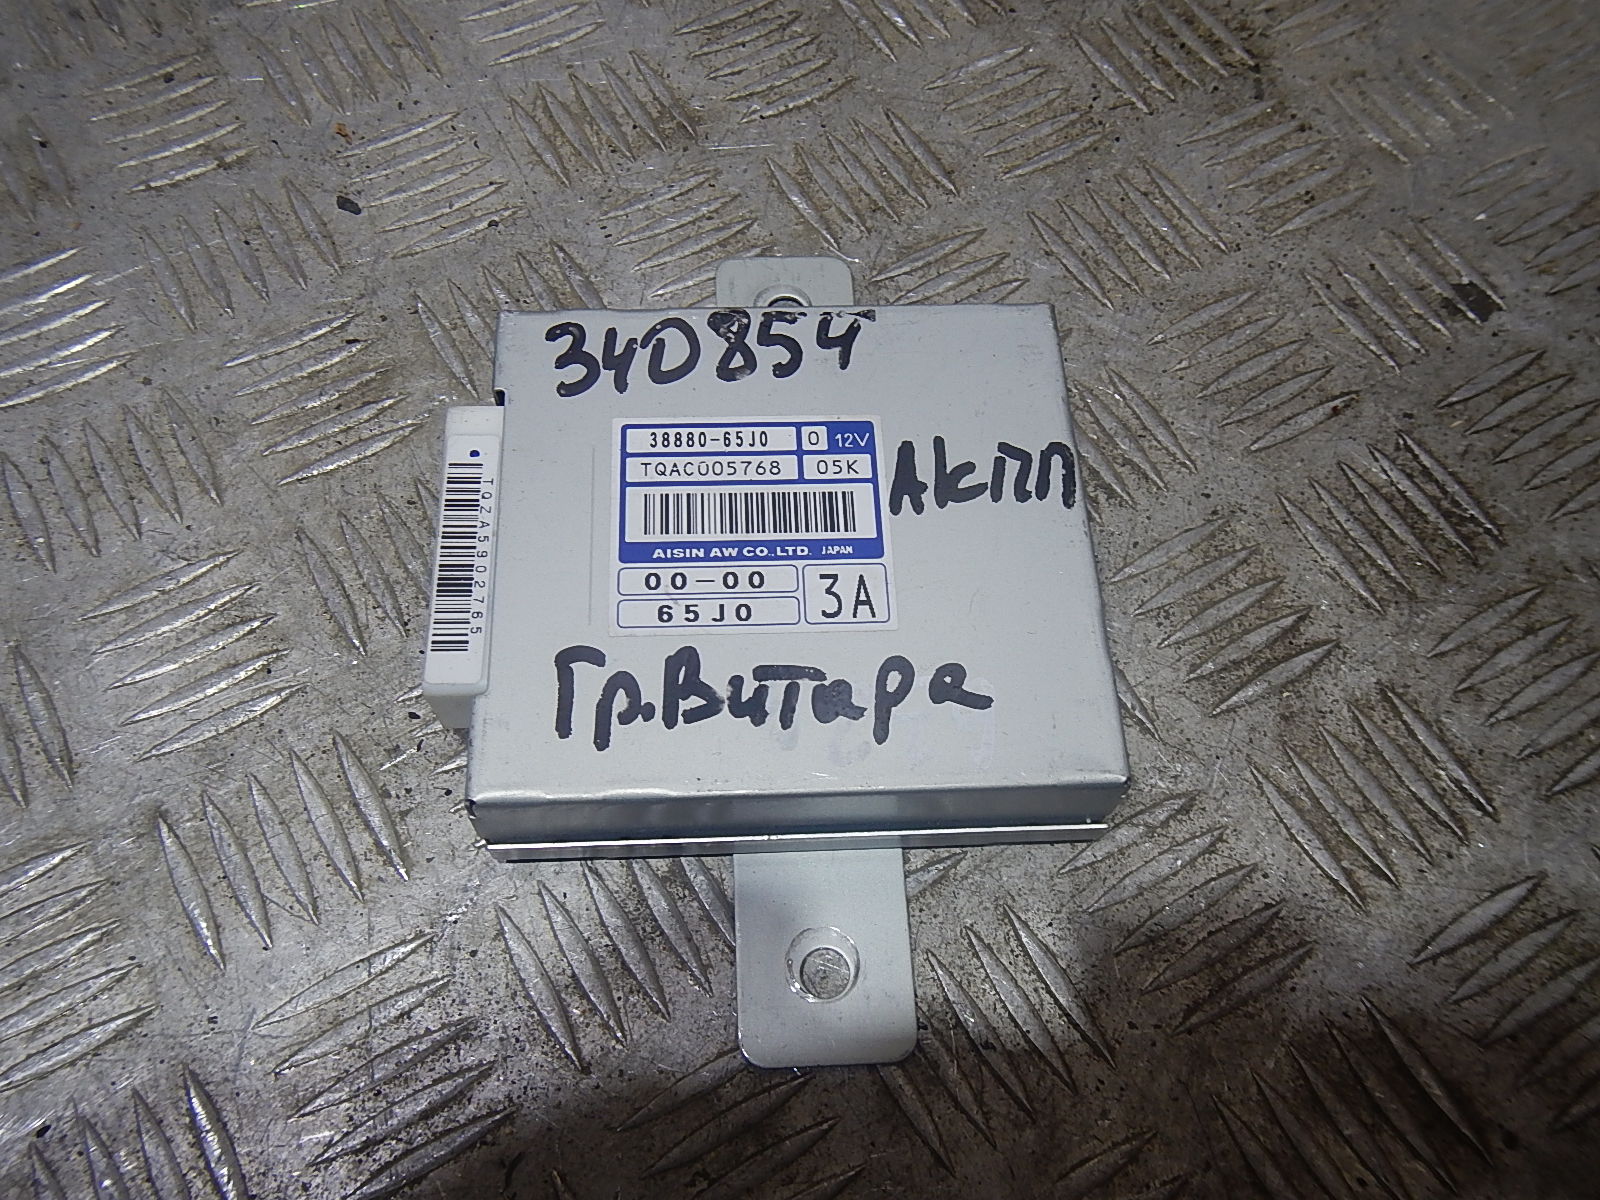 340854
38880-65J0 0 12V
TQAC005768 05K
AISIN AW CO.,LTD. JAPAN
00-00
65J0
3A
Акпп
TQZA5902765
Гр.Витара